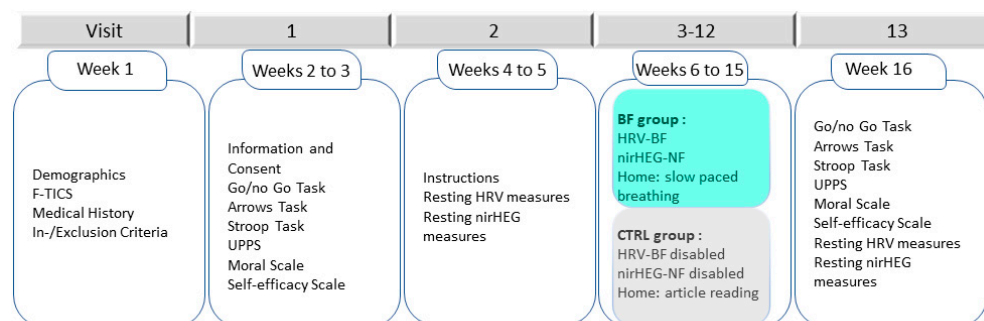 Visit
1
2
3-12
13
Week 1
Weeks 2 to 3
Weeks 4 to 5
Weeks 6 to 15
Week 16
Demographics
F-TICS
Medical History
In-/Exclusion Criteria
Information and
Consent
Go/no Go Task
Arrows Task
Stroop Task
UPPS
Moral Scale
Self-efficacy Scale
Instructions
Resting HRV measures
Resting nirHEG
measures
BF group :
HRV-BF
nirHEG-NF
Home: slow paced
breathing
CTRL group :
HRV-BF disabled
nirHEG-NF disabled
Home: article reading
Go/no Go Task
Arrows Task
Stroop Task
UPPS
Moral Scale
Self-efficacy Scale
Resting HRV measures
Resting nirHEG
measures